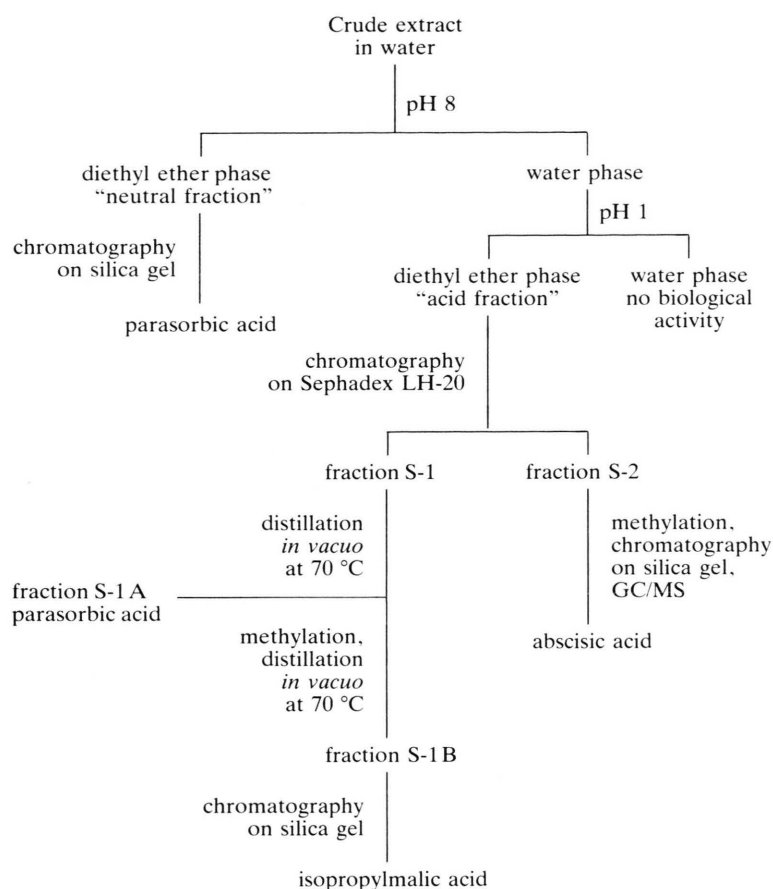 Crude extract
in water
pH 8
diethyl ether phase
“neutral fraction”
water phase
pH 1
chromatography
on silica gel
diethyl ether phase
“acid fraction”
water phase
no biological
activity
parasorbic acid
chromatography
on Sephadex LH-20
fraction S-1
fraction S-2
distillation
in vacuo
at 70 °C
methylation,
chromatography
on silica gel,
GC/MS
fraction S-1 A
parasorbic acid
abscisic acid
methylation,
distillation
in vacuo
at 70 °C
fraction S-1 B
chromatography
on silica gel
isopropylmalic acid